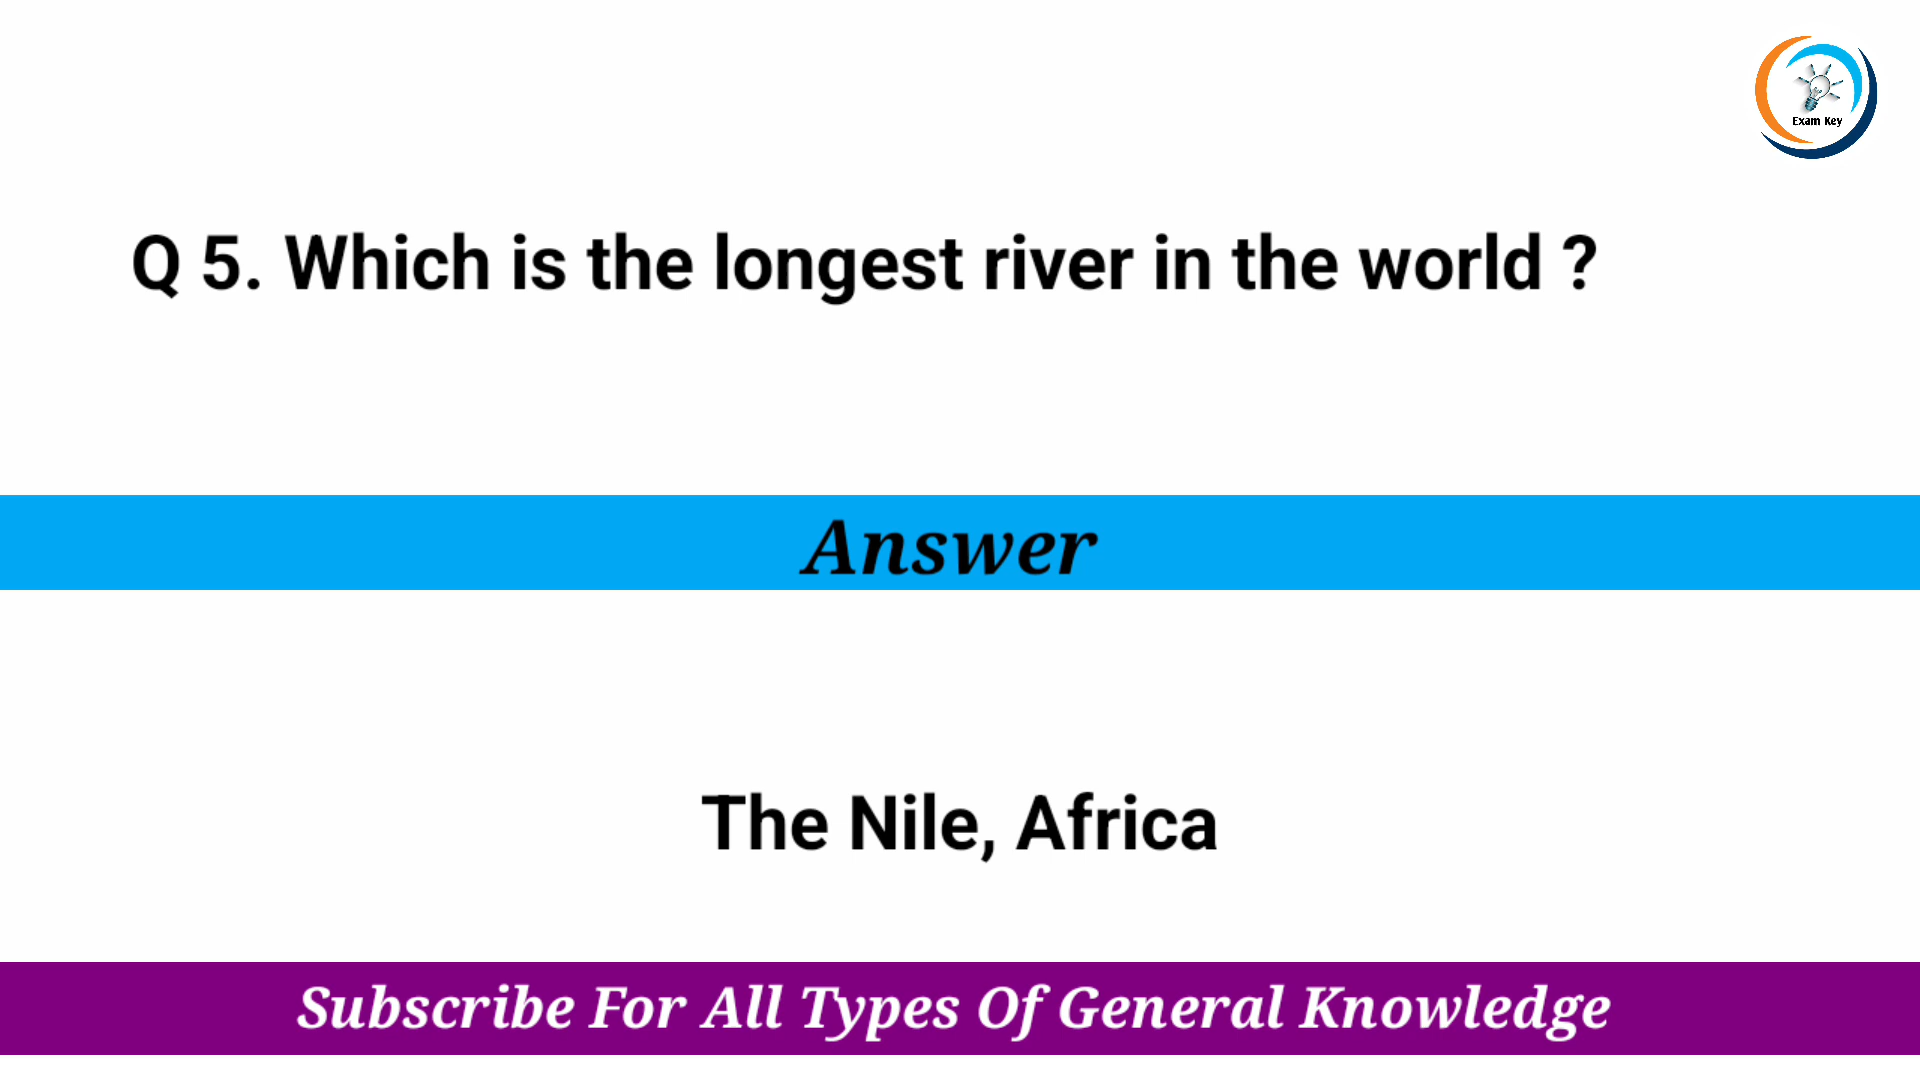 Exam Key
Q 5. Which is the longest river in the world ?
Answer
The Nile, Africa
Subscribe For All Types Of General Knowledge